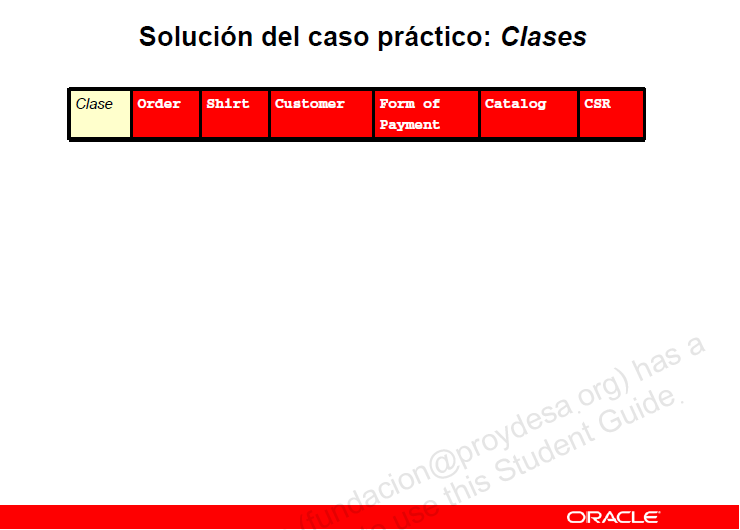 Solución del caso práctico: Clases
Clase Order Shirt Customer Form of Payment Catalog CSR
(fundacion@proydesa.org) has a
use this Student Guide.
ORACLE